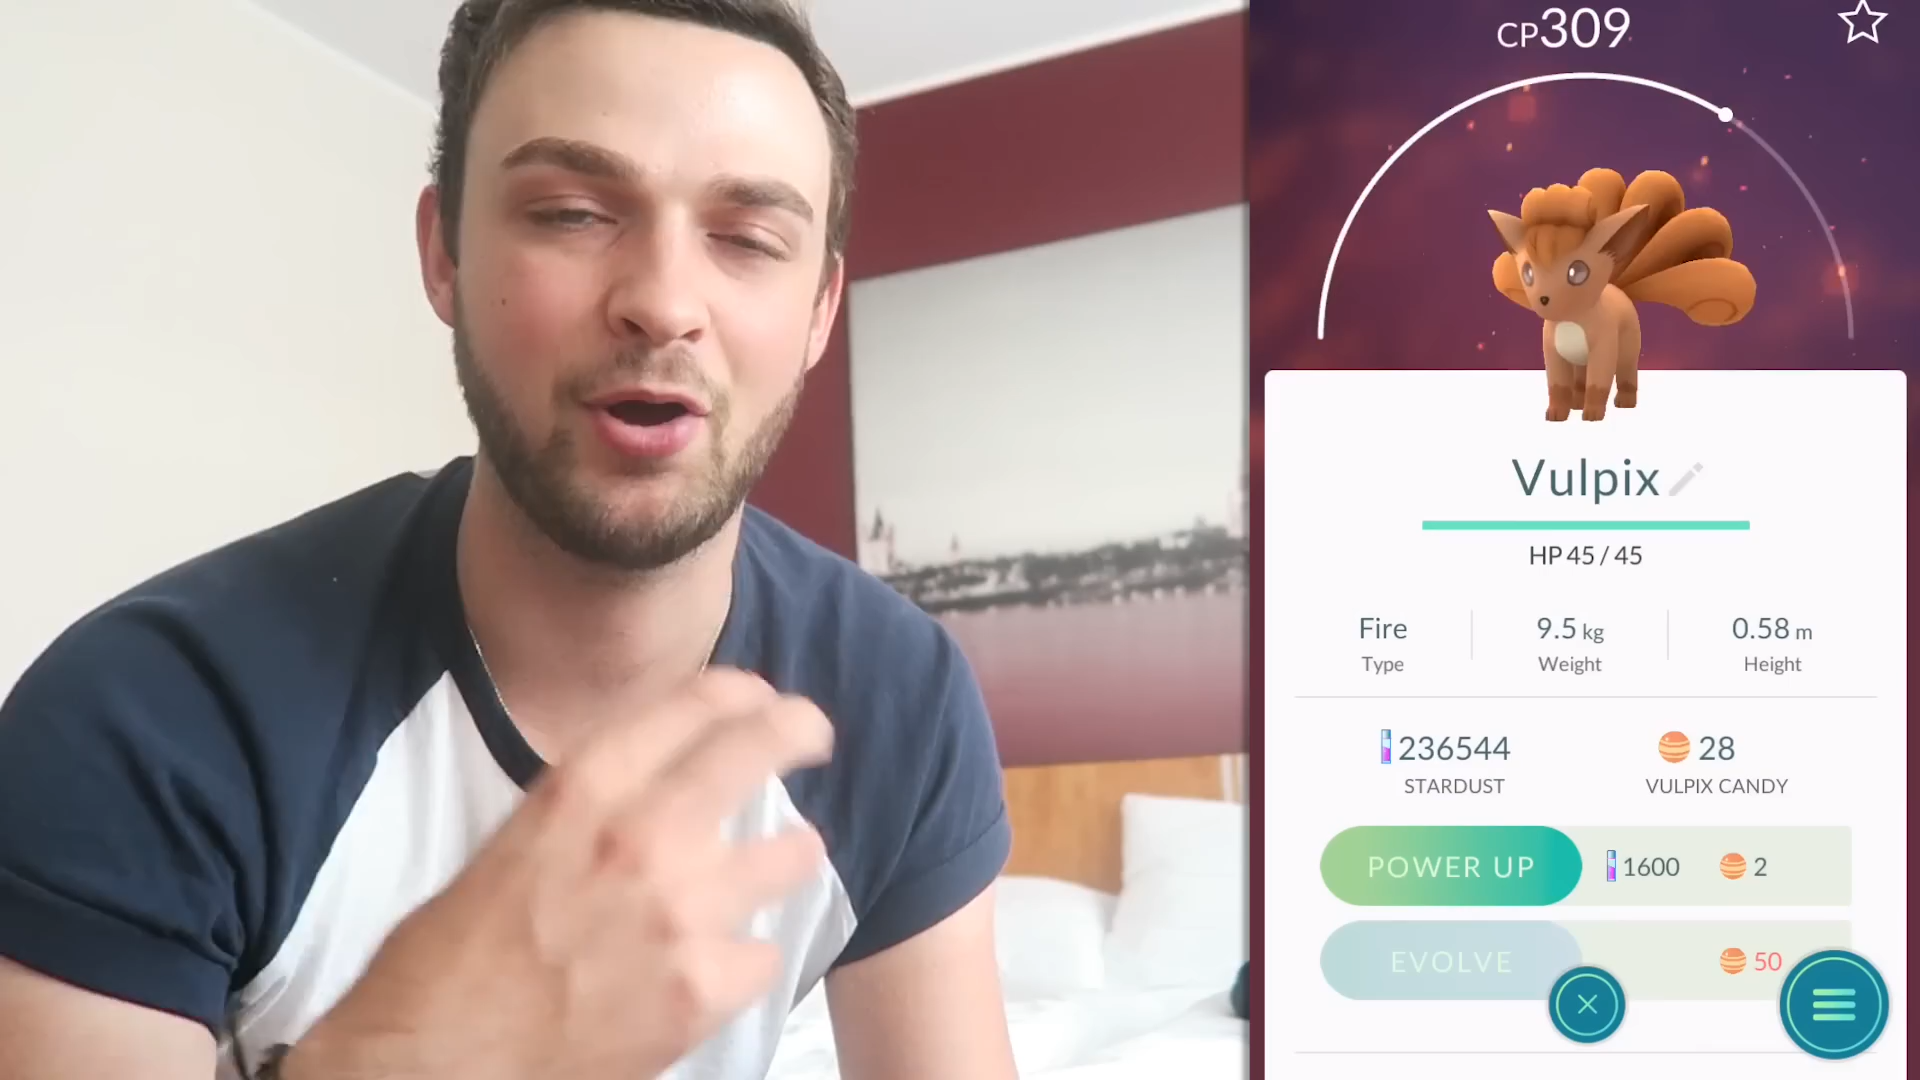 CP309
Vulpix
HP 45 / 45
Fire
Type
9.5 kg
Weight
0.58 m
Height
236544
STARDUST
28
VULPIX CANDY
POWER UP
1600
2
EVOLVE
50